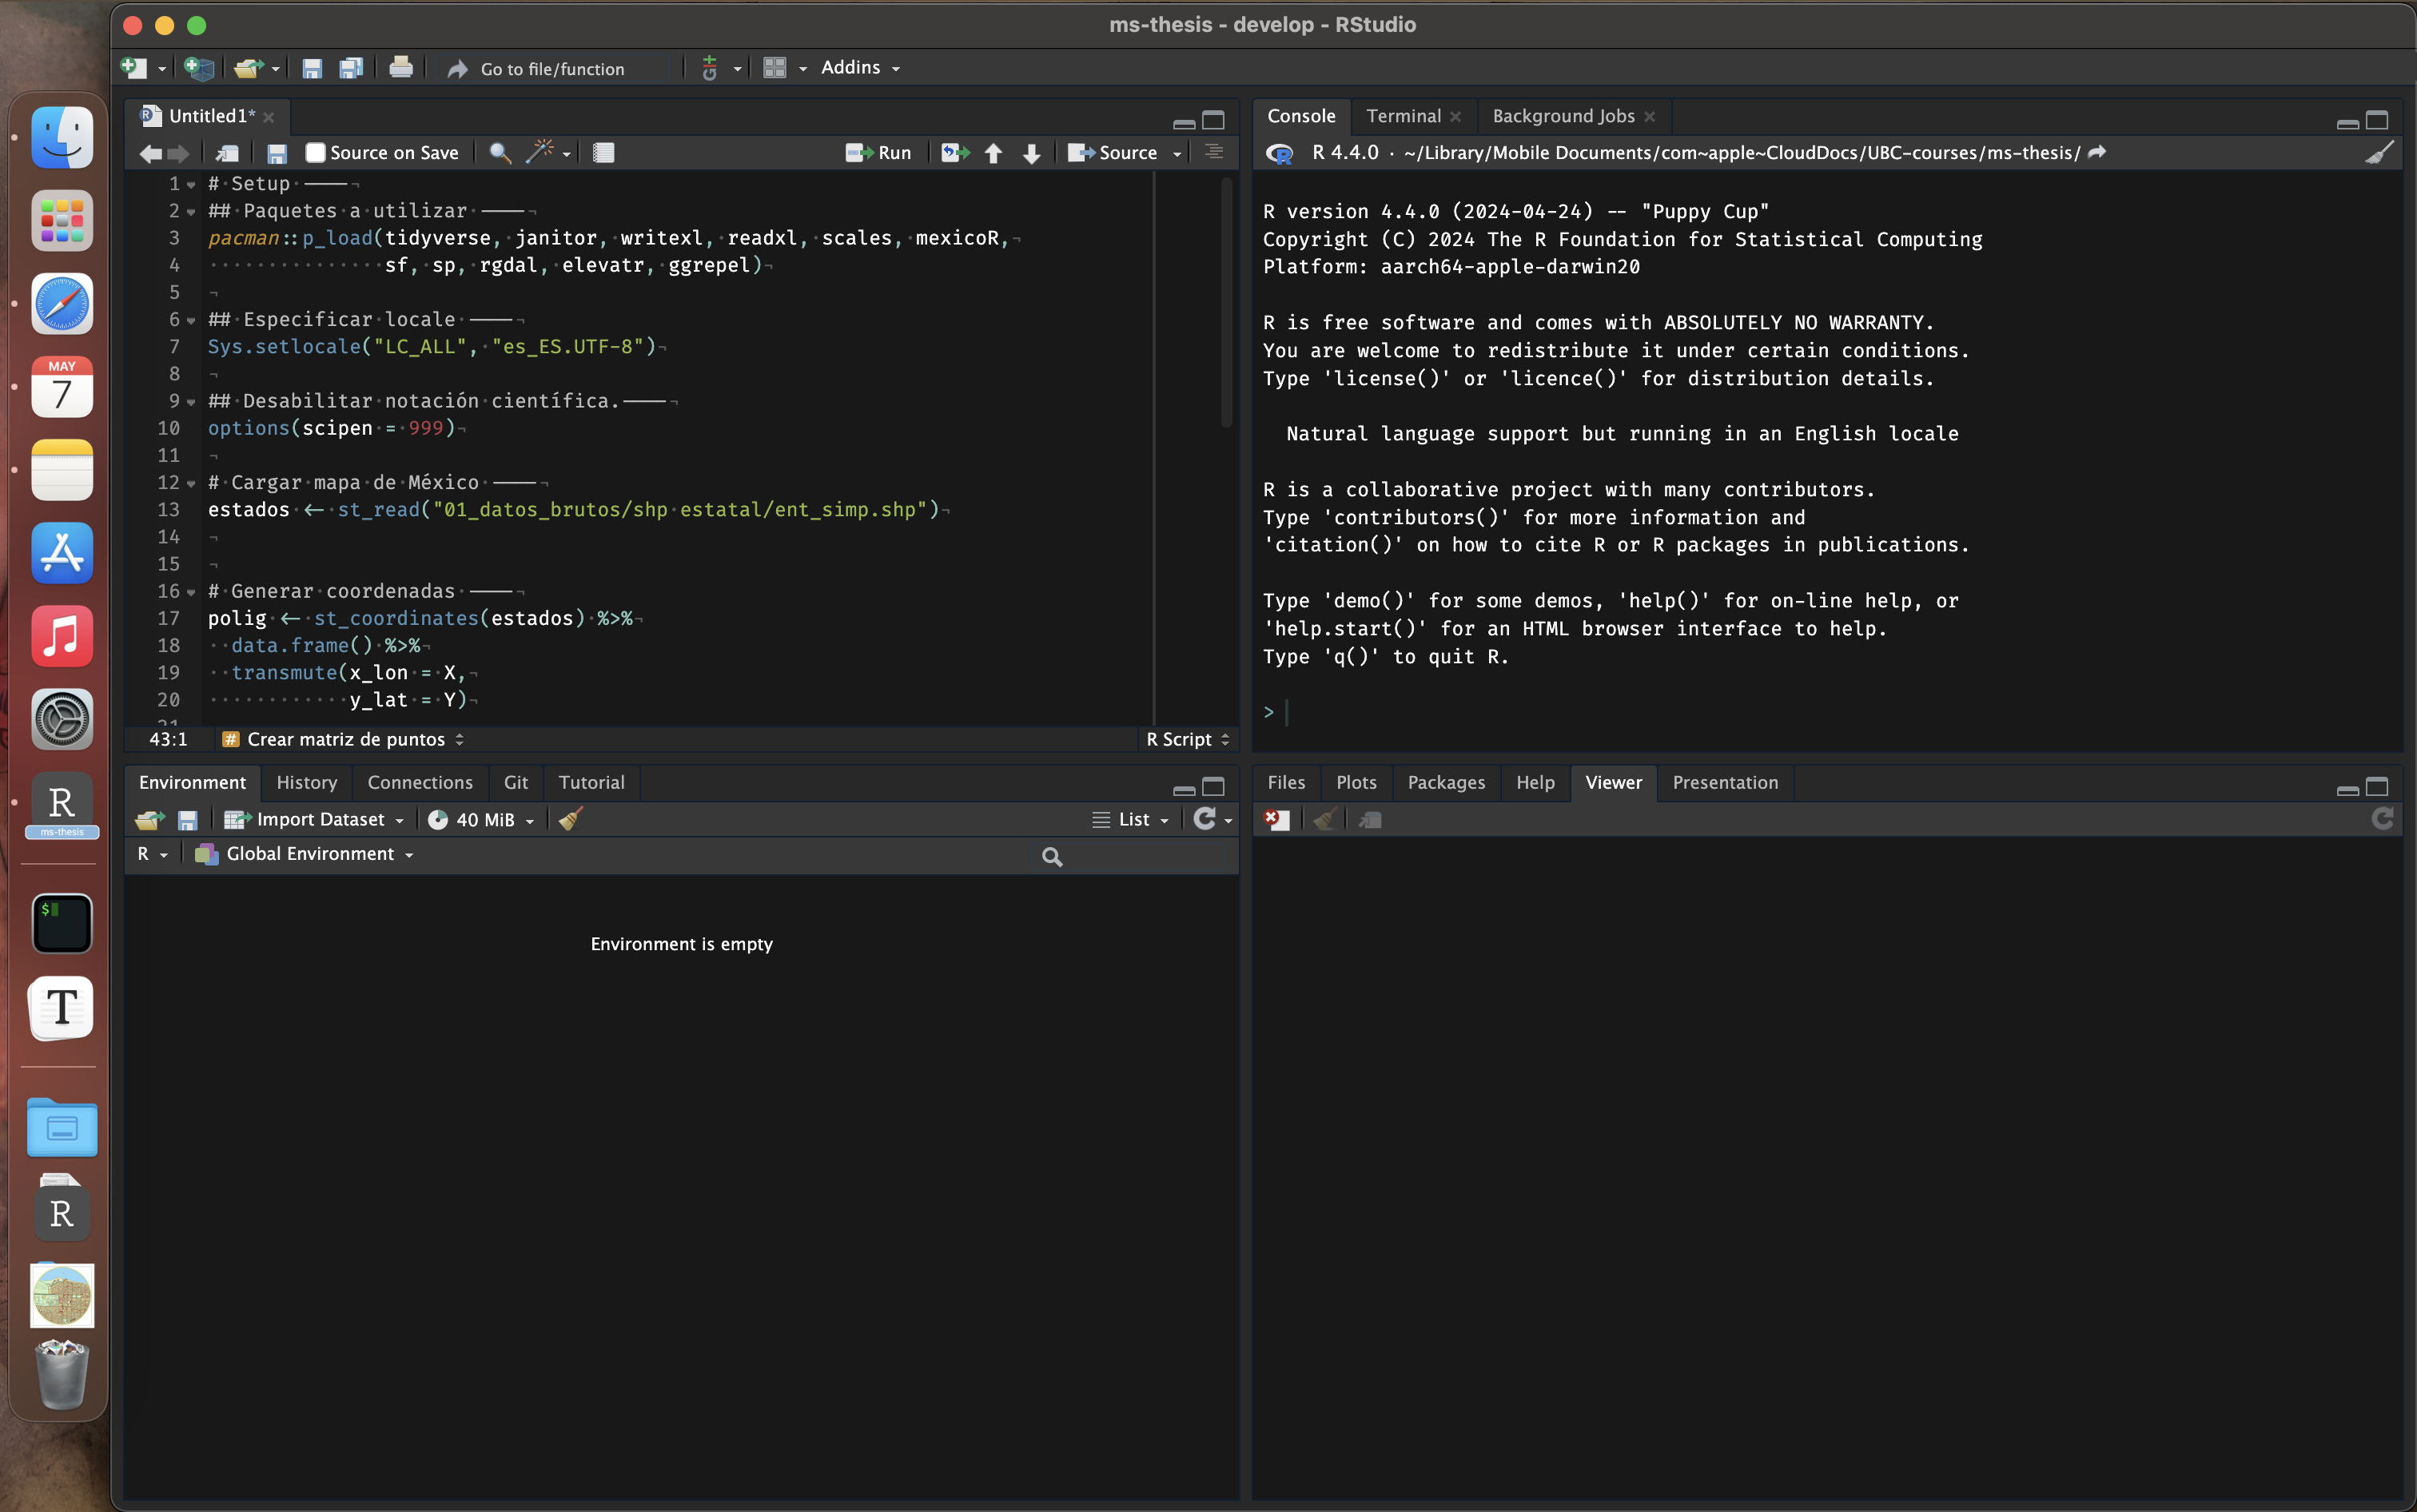 ms-thesis - develop - RStudio
Go to file/function
Addins
Untitled1*
Source on Save
Run
Source
1 # Setup ----
2 ## Paquetes a utilizar ----
3 pacman::p_load(tidyverse, janitor, writexl, readxl, scales, mexicoR,
4 sf, sp, rgdal, elevatr, ggrepel)
5
6 ## Especificar locale ----
7 Sys.setlocale("LC_ALL", "es_ES.UTF-8")
8
9 ## Desabilitar notación científica.----
10 options(scipen = 999)
11
12 # Cargar mapa de México ----
13 estados <- st_read("01_datos_brutos/shp estatal/ent_simp.shp")
14
15
16 # Generar coordenadas ----
17 polig <- st_coordinates(estados) %>%
18 data.frame() %>%
19 transmute(x_lon = X,
20 y_lat = Y)
21
43:1
# Crear matriz de puntos
R Script
Console
Terminal
Background Jobs
R 4.4.0 · ~/Library/Mobile Documents/com~apple~CloudDocs/UBC-courses/ms-thesis/
R version 4.4.0 (2024-04-24) -- "Puppy Cup"
Copyright (C) 2024 The R Foundation for Statistical Computing
Platform: aarch64-apple-darwin20
R is free software and comes with ABSOLUTELY NO WARRANTY.
You are welcome to redistribute it under certain conditions.
Type 'license()' or 'licence()' for distribution details.
Natural language support but running in an English locale
R is a collaborative project with many contributors.
Type 'contributors()' for more information and
'citation()' on how to cite R or R packages in publications.
Type 'demo()' for some demos, 'help()' for on-line help, or
'help.start()' for an HTML browser interface to help.
Type 'q()' to quit R.
>
Environment
History
Connections
Git
Tutorial
Import Dataset
40 MiB
List
R
Global Environment
Environment is empty
Files
Plots
Packages
Help
Viewer
Presentation
MAY
7
R
ms-thesis
$
T
R